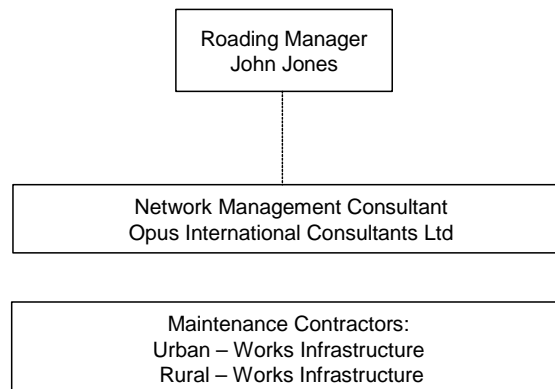 Roading Manager
John Jones
Network Management Consultant
Opus International Consultants Ltd
Maintenance Contractors:
Urban – Works Infrastructure
Rural – Works Infrastructure